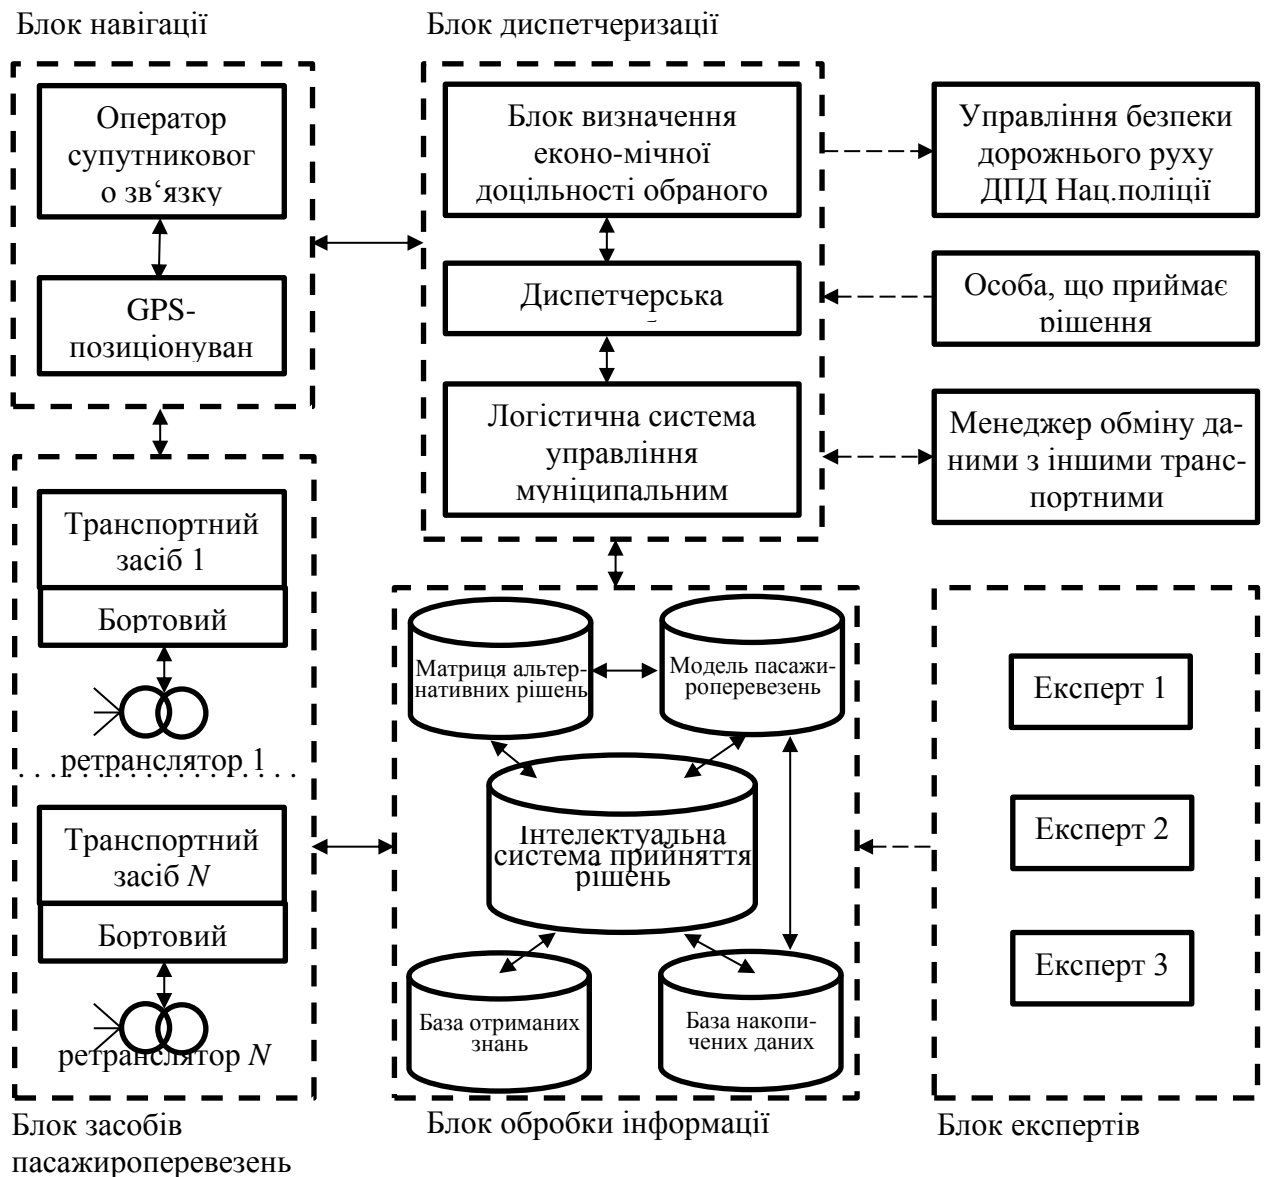 Блок навігації
Блок диспетчеризації
Оператор
супутниковог
о зв‘язку
GPS-
позиціонуван
Блок визначення
еконо-мічної
доцільності обраного
Диспетчерська
Логістична система
управління
муніципальним
Управління безпеки
дорожнього руху
ДПД Нац.поліції
Особа, що приймає
рішення
Менеджер обміну да-
ними з іншими транс-
портними
Транспортний
засіб 1
Бортовий
ретранслятор 1
Транспортний
засіб N
Бортовий
ретранслятор N
Блок засобів
пасажироперевезень
Матриця альтер-
нативних рішень
Модель пасажи-
роперевезень
Інтелектуальна
система прийняття
рішень
База отриманих
знань
База накопи-
чених даних
Блок обробки інформації
Експерт 1
Експерт 2
Експерт 3
Блок експертів